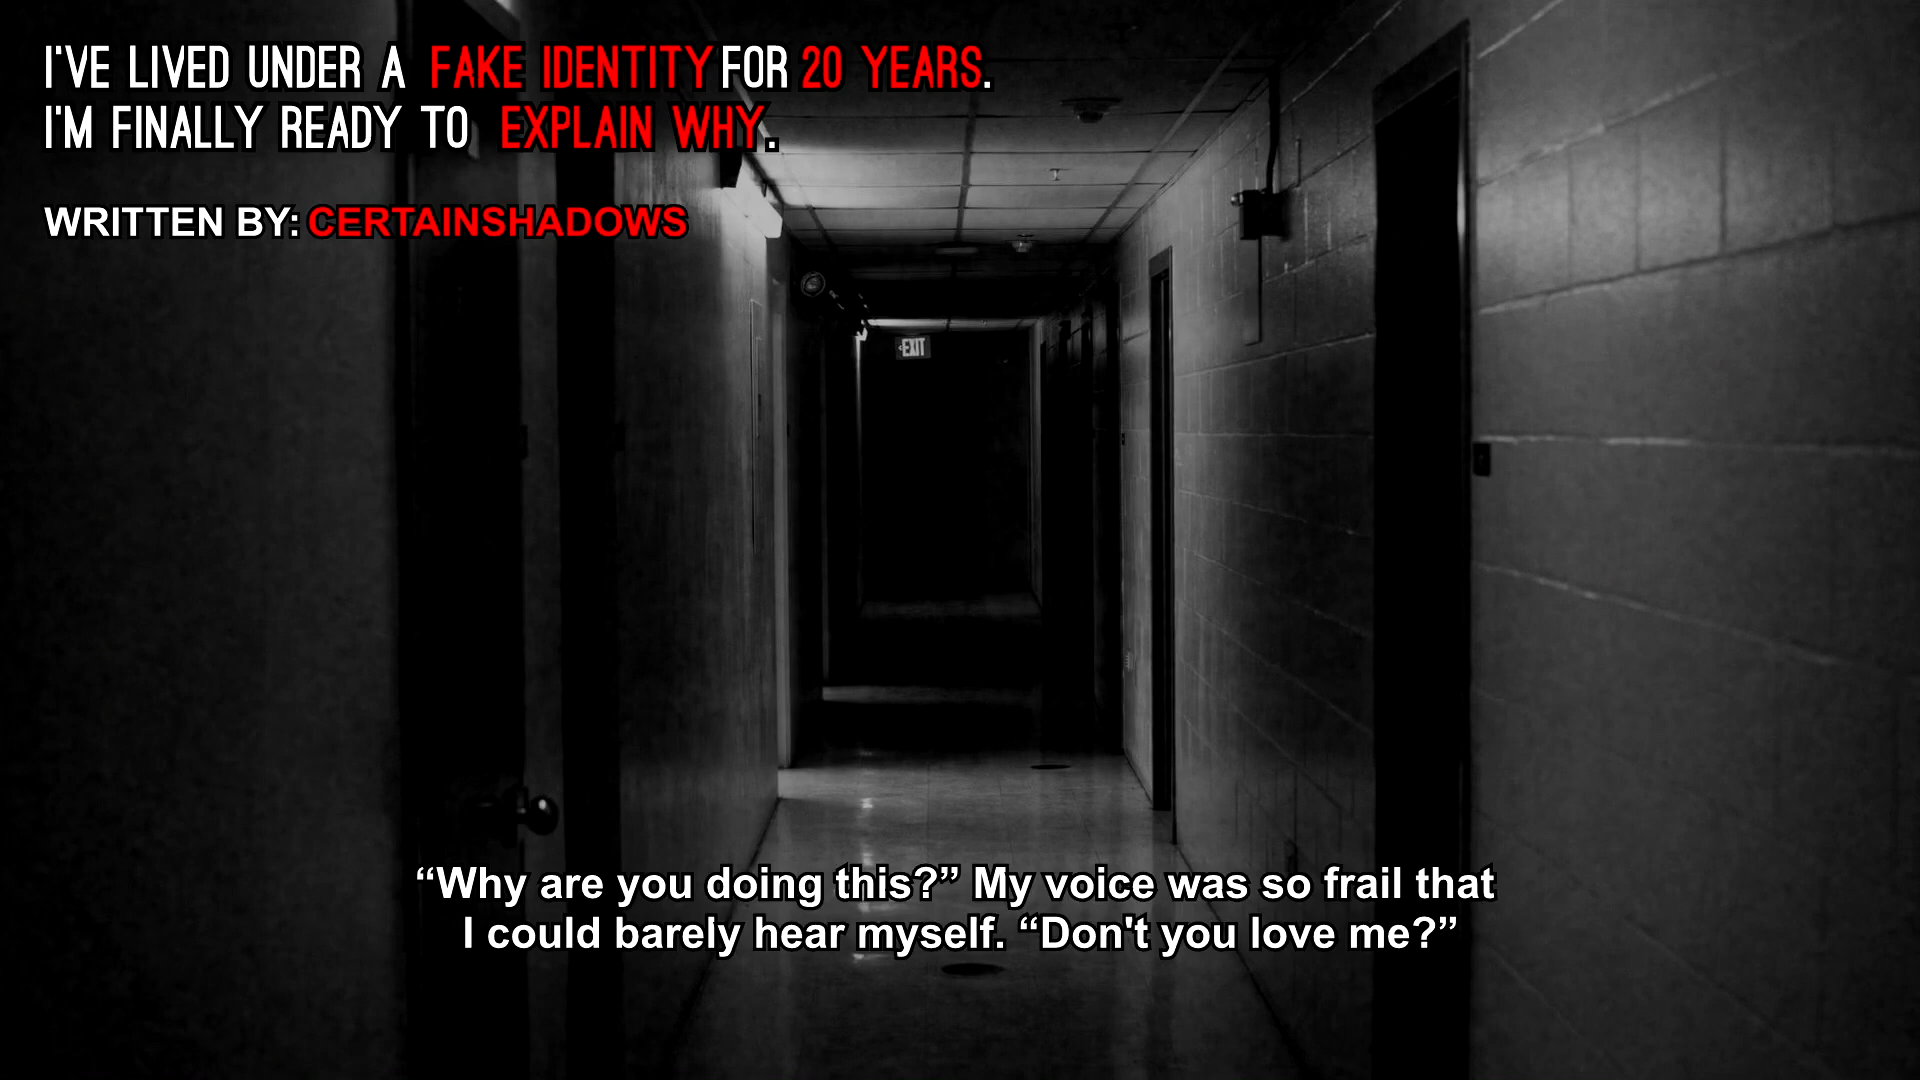 I'VE LIVED UNDER A FAKE IDENTITY FOR 20 YEARS.
I'M FINALLY READY TO EXPLAIN WHY.
WRITTEN BY: CERTAINSHADOWS
EXIT
“Why are you doing this?” My voice was so frail that
I could barely hear myself. “Don't you love me?”